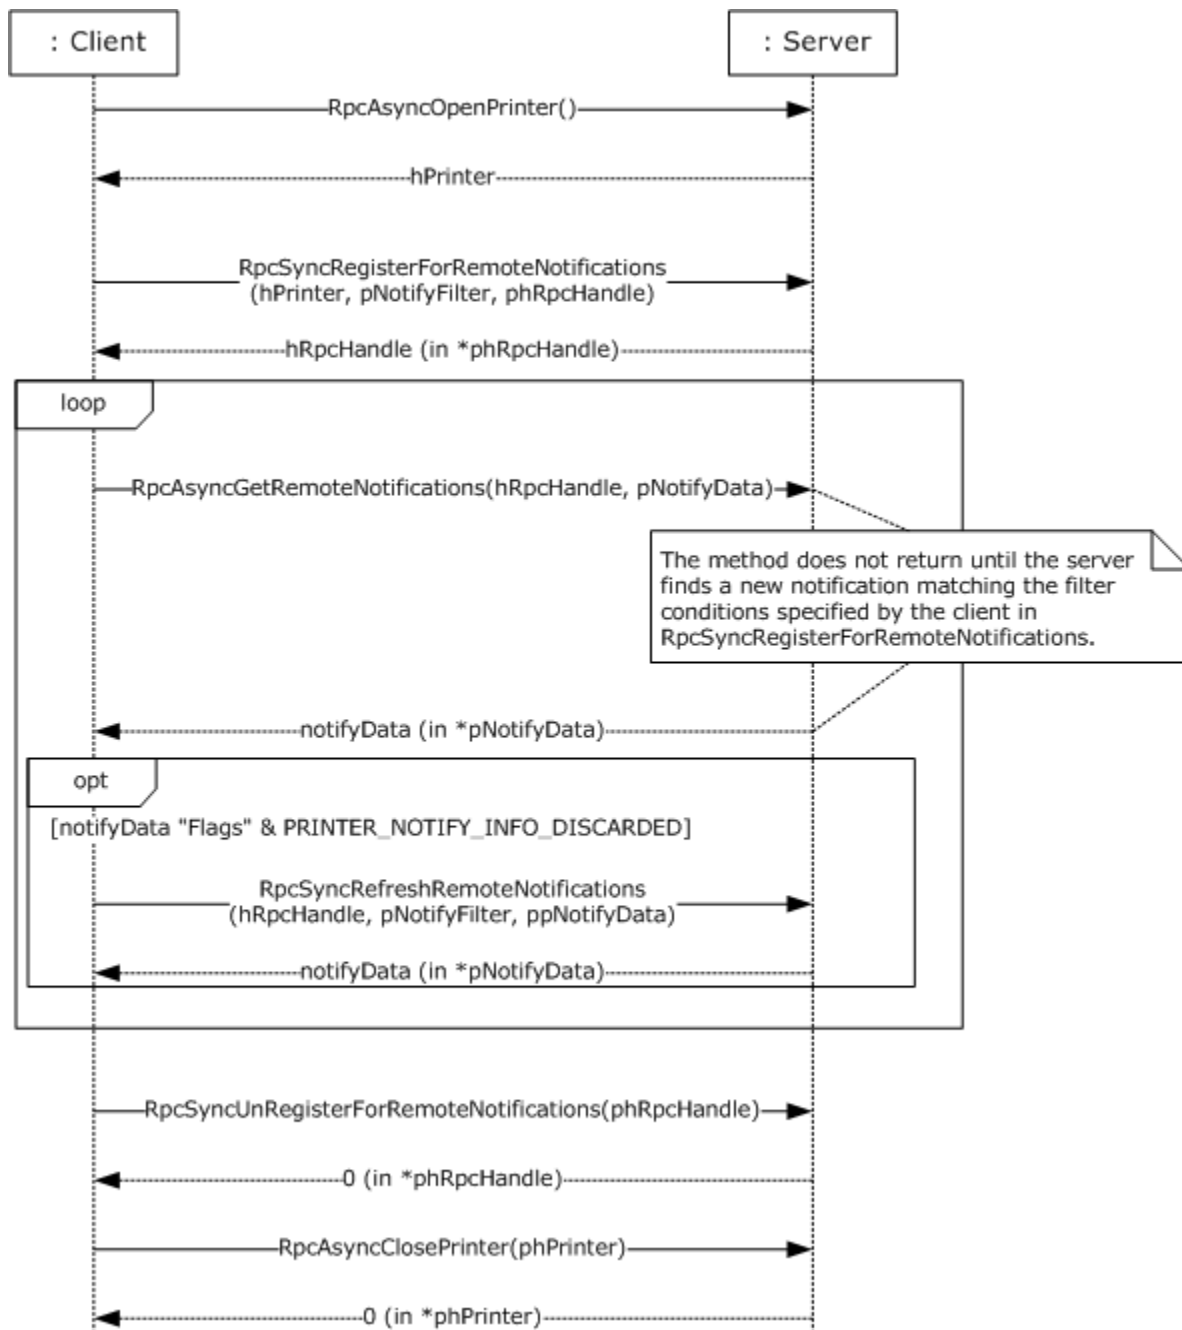 : Client
: Server
RpcAsyncOpenPrinter()
hPrinter
RpcSyncRegisterForRemoteNotifications
(hPrinter, pNotifyFilter, phRpcHandle)
hRpcHandle (in *phRpcHandle)
loop
RpcAsyncGetRemoteNotifications(hRpcHandle, pNotifyData)
The method does not return until the server
finds a new notification matching the filter
conditions specified by the client in
RpcSyncRegisterForRemoteNotifications.
notifyData (in *pNotifyData)
opt
[notifyData "Flags" & PRINTER_NOTIFY_INFO_DISCARDED]
RpcSyncRefreshRemoteNotifications
(hRpcHandle, pNotifyFilter, ppNotifyData)
notifyData (in *pNotifyData)
RpcSyncUnRegisterForRemoteNotifications(phRpcHandle)
0 (in *phRpcHandle)
RpcAsyncClosePrinter(phPrinter)
0 (in *phPrinter)